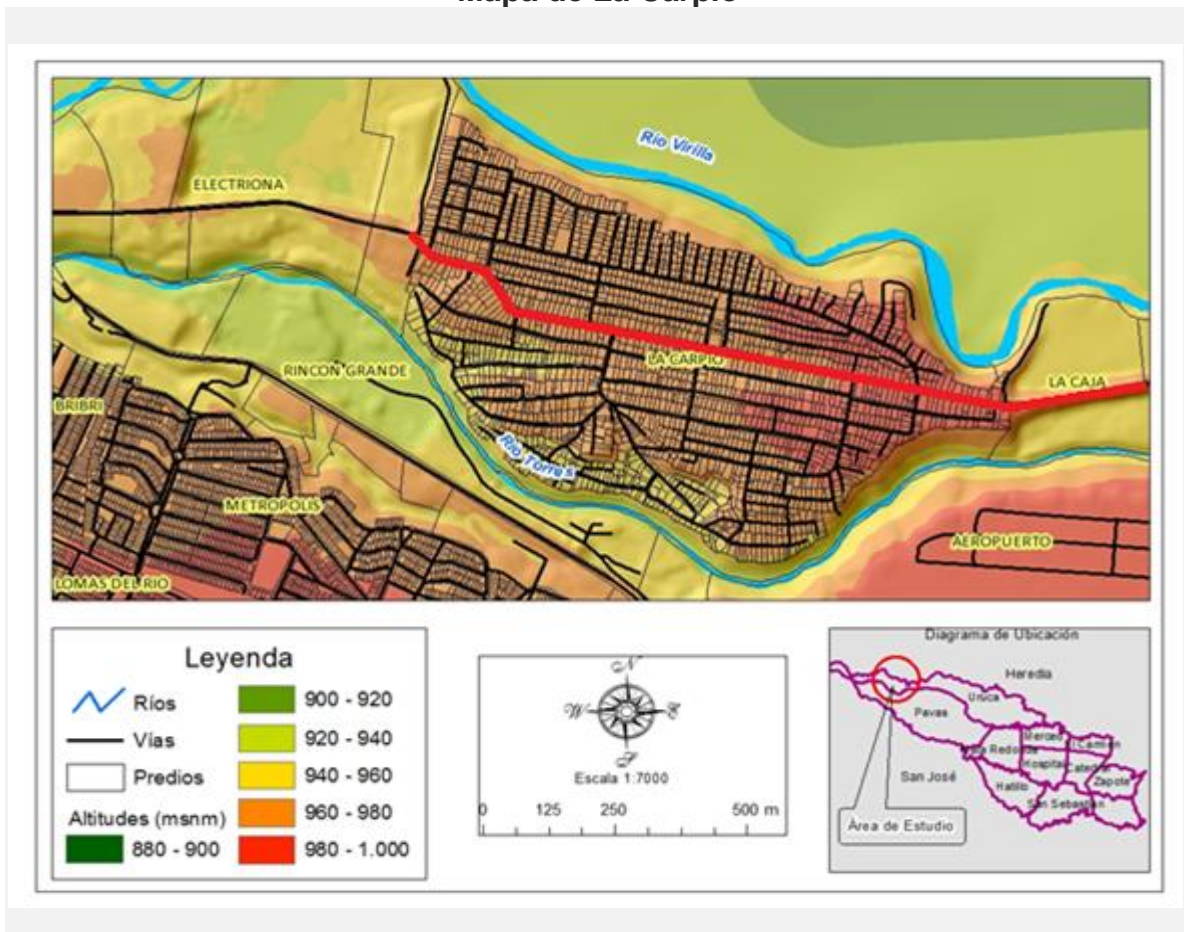 Mapa de La Carpio
Río Virilla
ELECTRIONA
LA CARPIO
RINCON GRANDE
LA CAJA
BRIBRI
Río Torres
METROPOLIS
AEROPUERTO
LOMAS DEL RIO
Leyenda
Ríos
Vías
Predios
Altitudes (msnm)
880 - 900
900 - 920
920 - 940
940 - 960
960 - 980
980 - 1.000
N
W
E
S
Escala 1:7000
0 125 250 500 m
Diagrama de Ubicación
Heredia
Uruca
Pavas
Merced
Hospital
San José
Hatillo
Zapote
San Sebastián
Área de Estudio